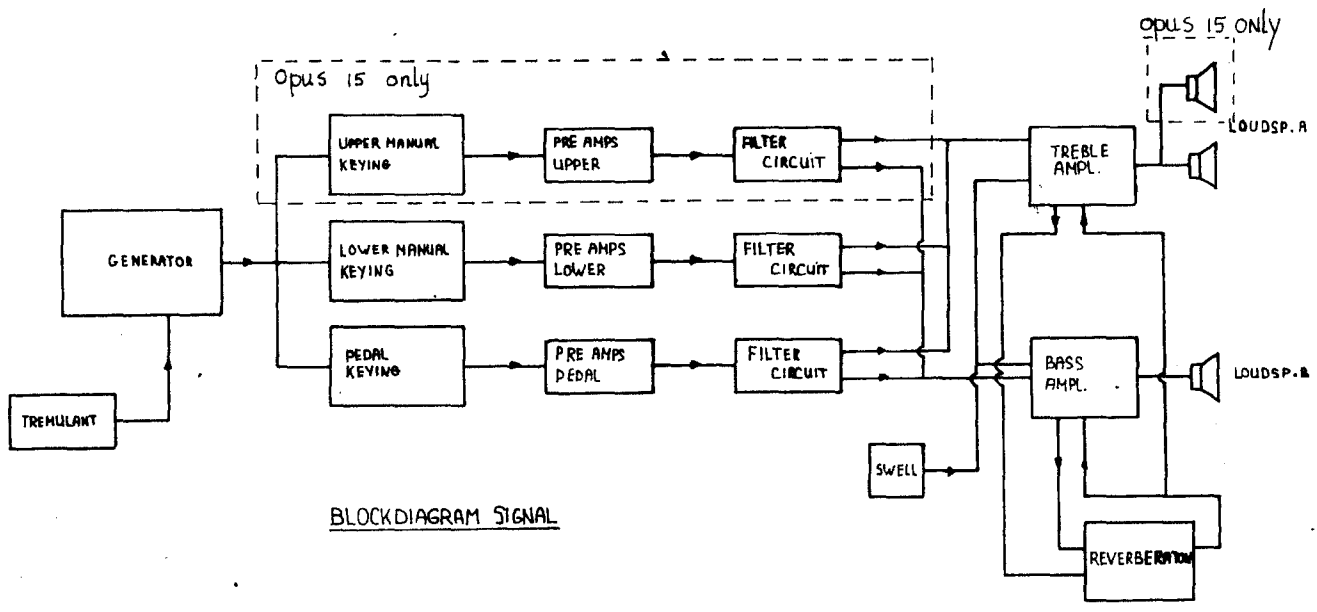 opus 15 ONLY
Opus 15 only
LOUDSP. A
UPPER MANUAL
KEYING
PRE AMPS
UPPER
FILTER
CIRCUIT
TREBLE
AMPL.
GENERATOR
LOWER MANUAL
KEYING
PRE AMPS
LOWER
FILTER
CIRCUIT
PEDAL
KEYING
PRE AMPS
PEDAL
FILTER
CIRCUIT
BASS
AMPL.
LOUDSP. B
TREMULANT
SWELL
BLOCKDIAGRAM SIGNAL
REVERBERATON